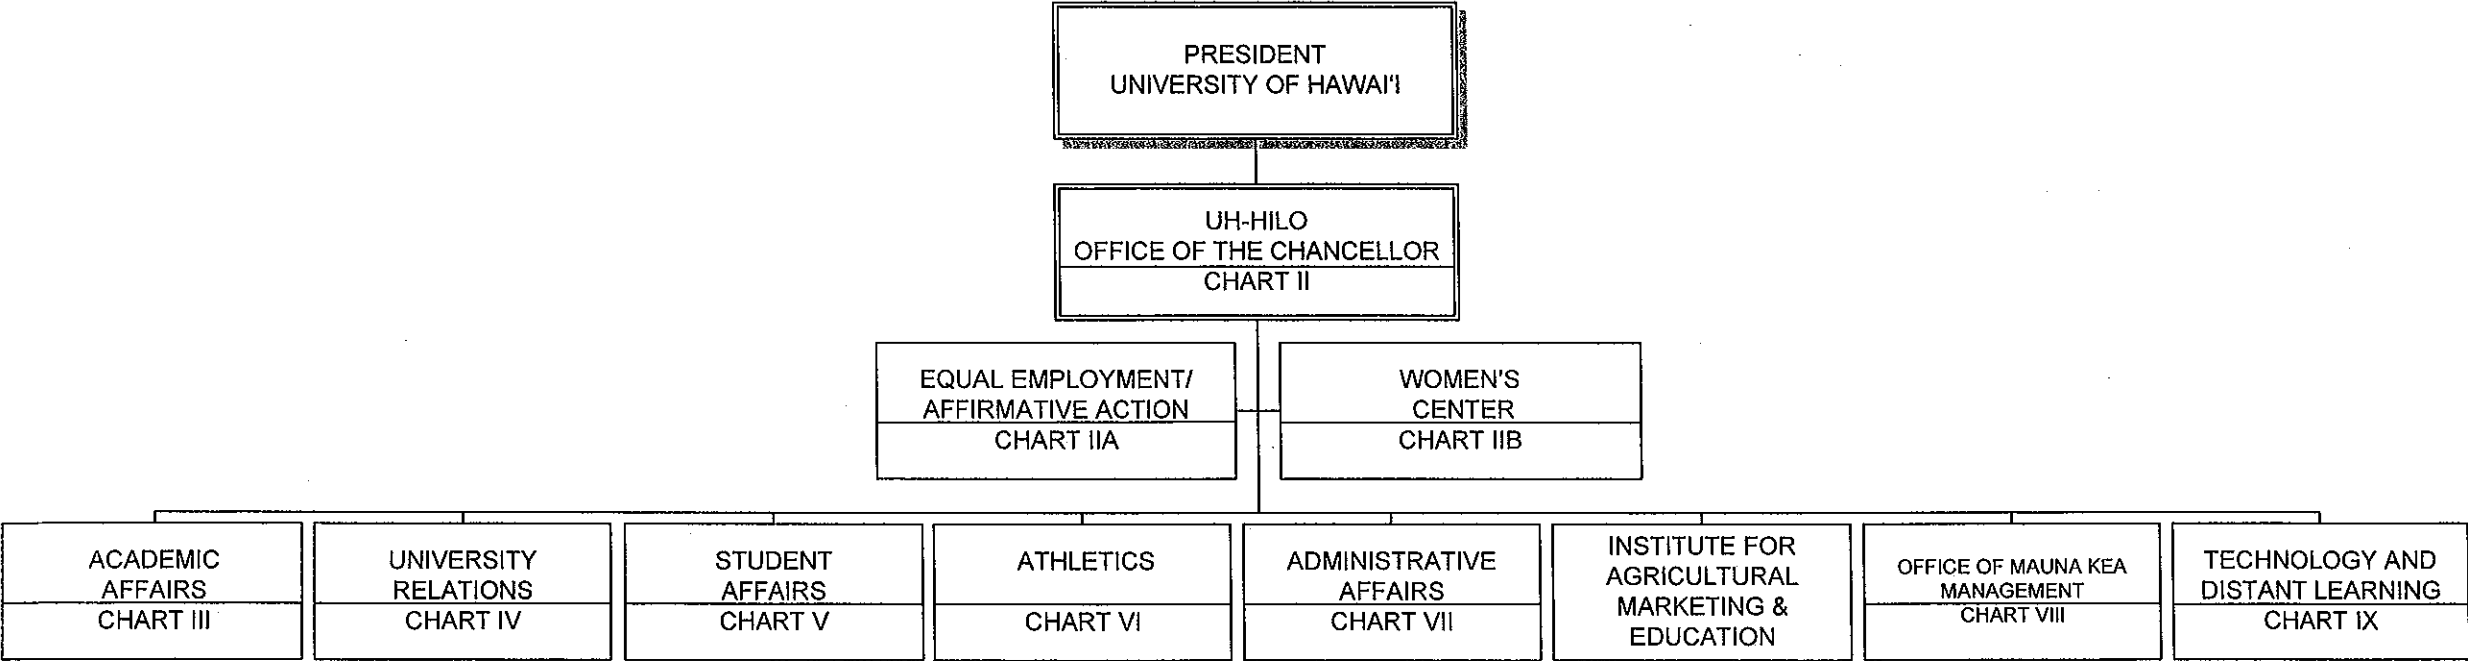 PRESIDENT
UNIVERSITY OF HAWAI'I
UH-HILO
OFFICE OF THE CHANCELLOR
CHART II
EQUAL EMPLOYMENT/
AFFIRMATIVE ACTION
CHART IIA
WOMEN'S
CENTER
CHART IIB
ACADEMIC
AFFAIRS
CHART III
UNIVERSITY
RELATIONS
CHART IV
STUDENT
AFFAIRS
CHART V
ATHLETICS
CHART VI
ADMINISTRATIVE
AFFAIRS
CHART VII
INSTITUTE FOR
AGRICULTURAL
MARKETING &
EDUCATION
OFFICE OF MAUNA KEA
MANAGEMENT
CHART VIII
TECHNOLOGY AND
DISTANT LEARNING
CHART IX